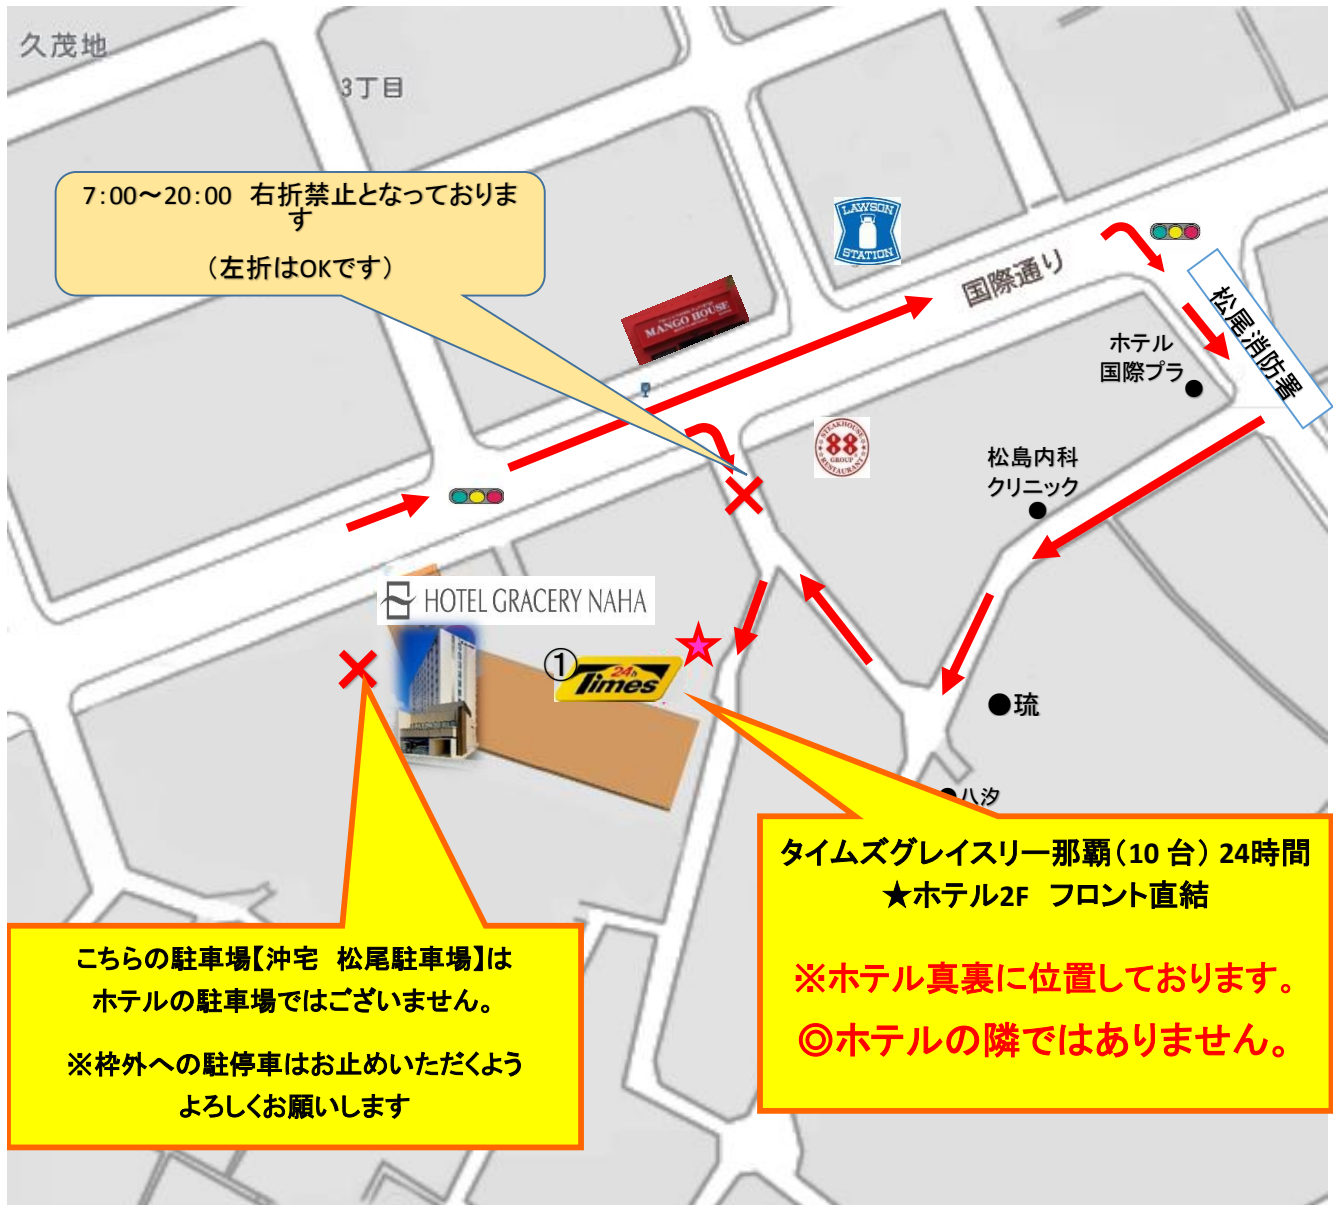 久茂地
3丁目
7:00～20:00　右折禁止となっておりま
す
（左折はOKです）
LAWSON
STATION
国際通り
MANGO HOUSE
松尾消防署
ホテル
国際プラ
STEAKHOUSE
88
GROUP
RESTAURANT
松島内科
クリニック
HOTEL GRACERY NAHA
①
24h
Times
●琉
●八汐
タイムズグレイスリー那覇（10 台） 24時間
★ホテル2F　フロント直結
※ホテル真裏に位置しております。
◎ホテルの隣ではありません。
こちらの駐車場【沖宅　松尾駐車場】は
ホテルの駐車場ではございません。
※枠外への駐停車はお止めいただくよう
よろしくお願いします